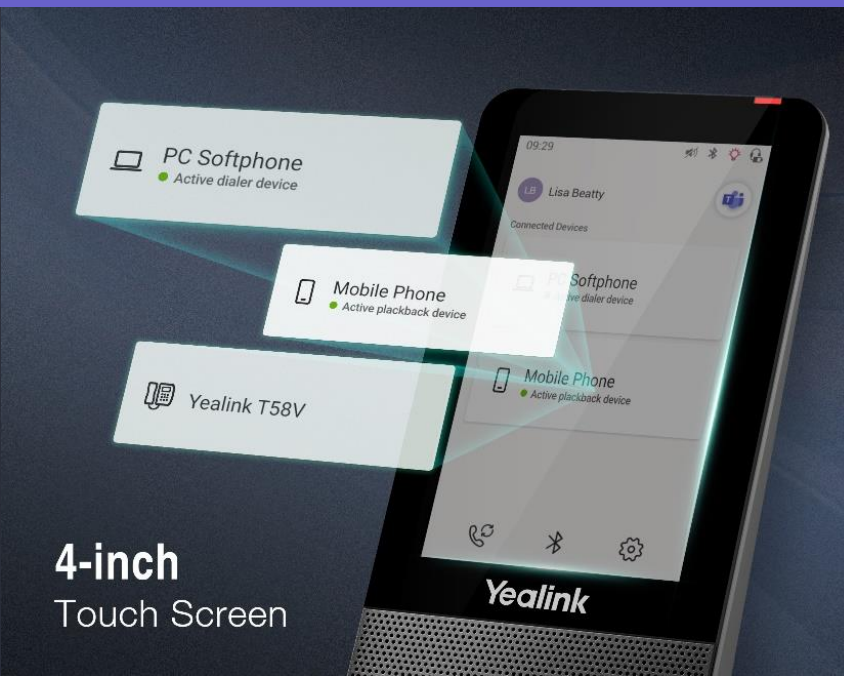 PC Softphone
Active dialer device
Mobile Phone
Active plackback device
Yealink T58V
4-inch
Touch Screen
09:29
LB
Lisa Beatty
T
Connected Devices
PC Softphone
Active dialer device
Mobile Phone
Active plackback device
Yealink